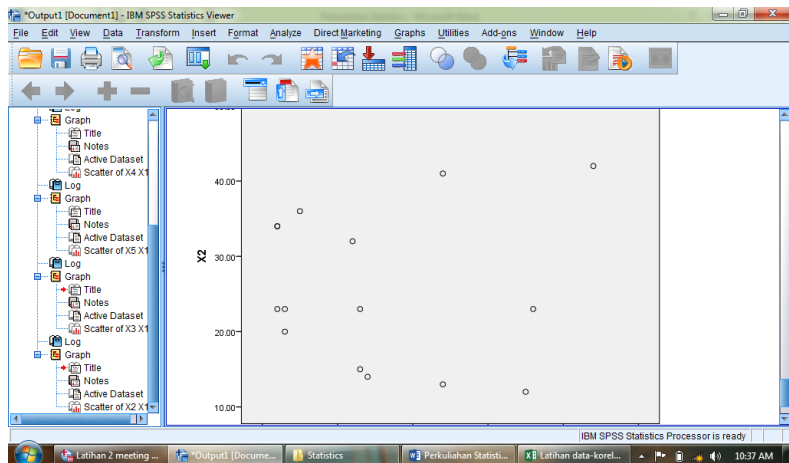 *Output1 [Document1] - IBM SPSS Statistics Viewer
File Edit View Data Transform Insert Format Analyze Direct Marketing Graphs Utilities Add-ons Window Help
Graph
Title
Notes
Active Dataset
Scatter of X4 X1
Log
Graph
Title
Notes
Active Dataset
Scatter of X5 X1
Log
Graph
Title
Notes
Active Dataset
Scatter of X3 X1
Log
Graph
Title
Notes
Active Dataset
Scatter of X2 X1
40.00
30.00
20.00
10.00
X2
IBM SPSS Statistics Processor is ready
Latihan 2 meeting ...
*Output1 [Docume...
Statistics
Perkuliahan Statisti...
Latihan data-korel...
10:37 AM